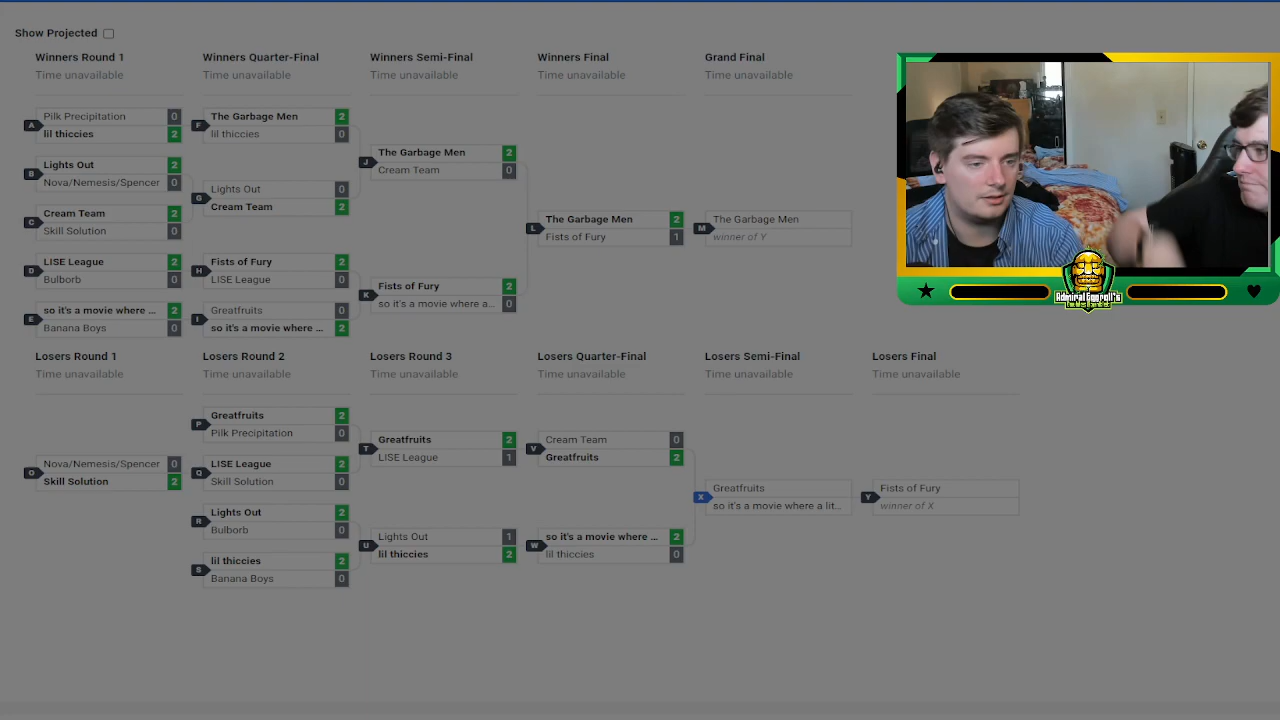 Show Projected
Winners Round 1
Time unavailable
Winners Quarter-Final
Time unavailable
Winners Semi-Final
Time unavailable
Winners Final
Time unavailable
Grand Final
Time unavailable
A
Pilk Precipitation 0
lil thiccies 2
B
Lights Out 2
Nova/Nemesis/Spencer 0
C
Cream Team 2
Skill Solution 0
D
LISE League 2
Bulborb 0
E
so it's a movie where ... 2
Banana Boys 0
F
The Garbage Men 2
lil thiccies 0
G
Lights Out 0
Cream Team 2
H
Fists of Fury 2
LISE League 0
I
Greatfruits 0
so it's a movie where ... 2
J
The Garbage Men 2
Cream Team 0
K
Fists of Fury 2
so it's a movie where a... 0
L
The Garbage Men 2
Fists of Fury 1
M
The Garbage Men
winner of Y
Losers Round 1
Time unavailable
Losers Round 2
Time unavailable
Losers Round 3
Time unavailable
Losers Quarter-Final
Time unavailable
Losers Semi-Final
Time unavailable
Losers Final
Time unavailable
O
Nova/Nemesis/Spencer 0
Skill Solution 2
P
Greatfruits 2
Pilk Precipitation 0
Q
LISE League 2
Skill Solution 0
R
Lights Out 2
Bulborb 0
S
lil thiccies 2
Banana Boys 0
T
Greatfruits 2
LISE League 1
U
Lights Out 1
lil thiccies 2
V
Cream Team 0
Greatfruits 2
W
so it's a movie where ... 2
lil thiccies 0
X
Greatfruits
so it's a movie where a lit...
Y
Fists of Fury
winner of X